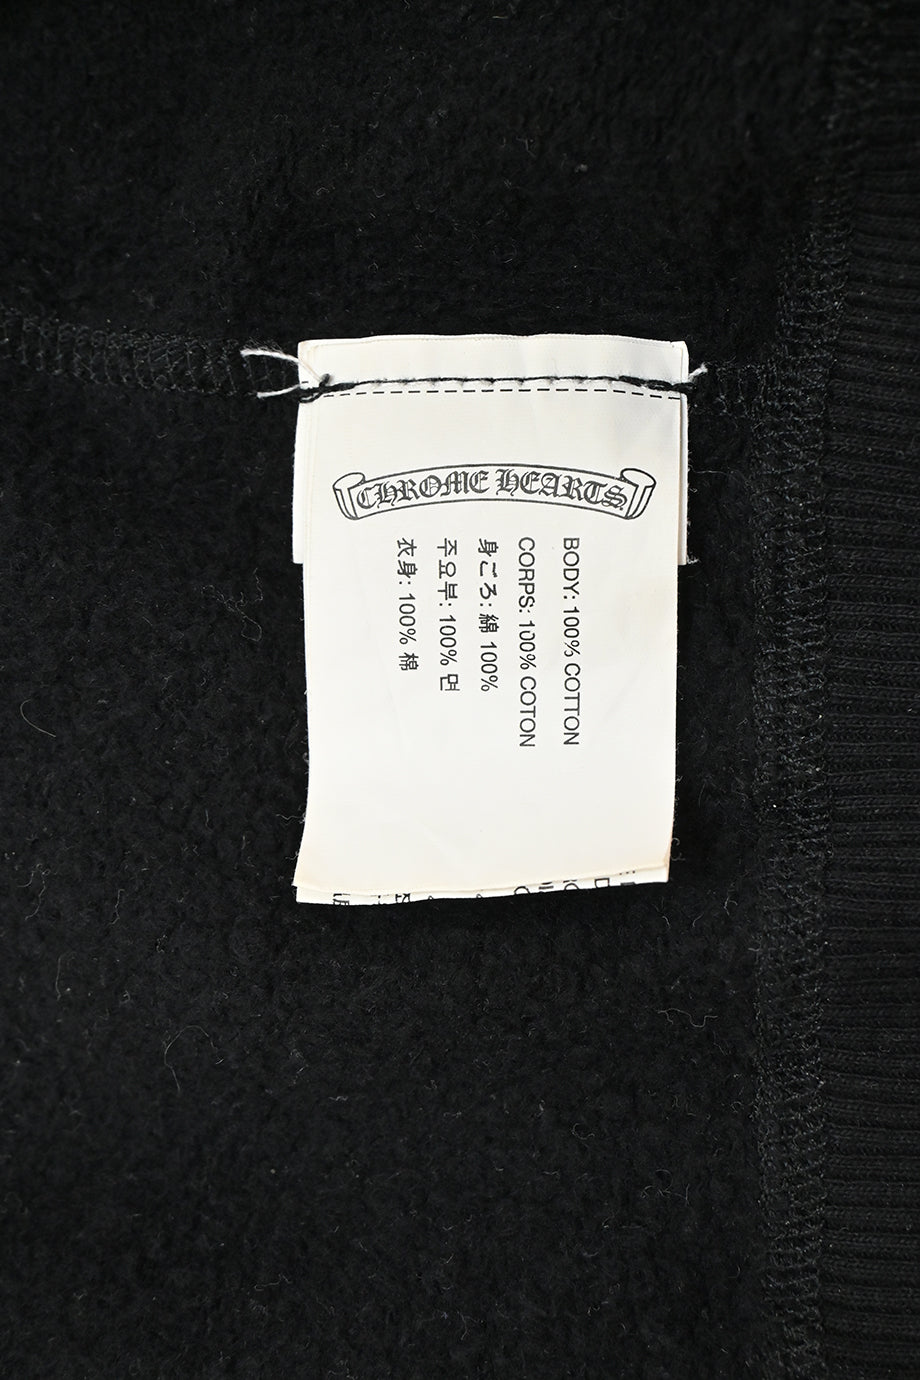 CHROME HEARTS
BODY: 100% COTTON
CORPS: 100% COTON
身ごろ: 綿 100%
주요부: 100% 면
衣身: 100% 棉